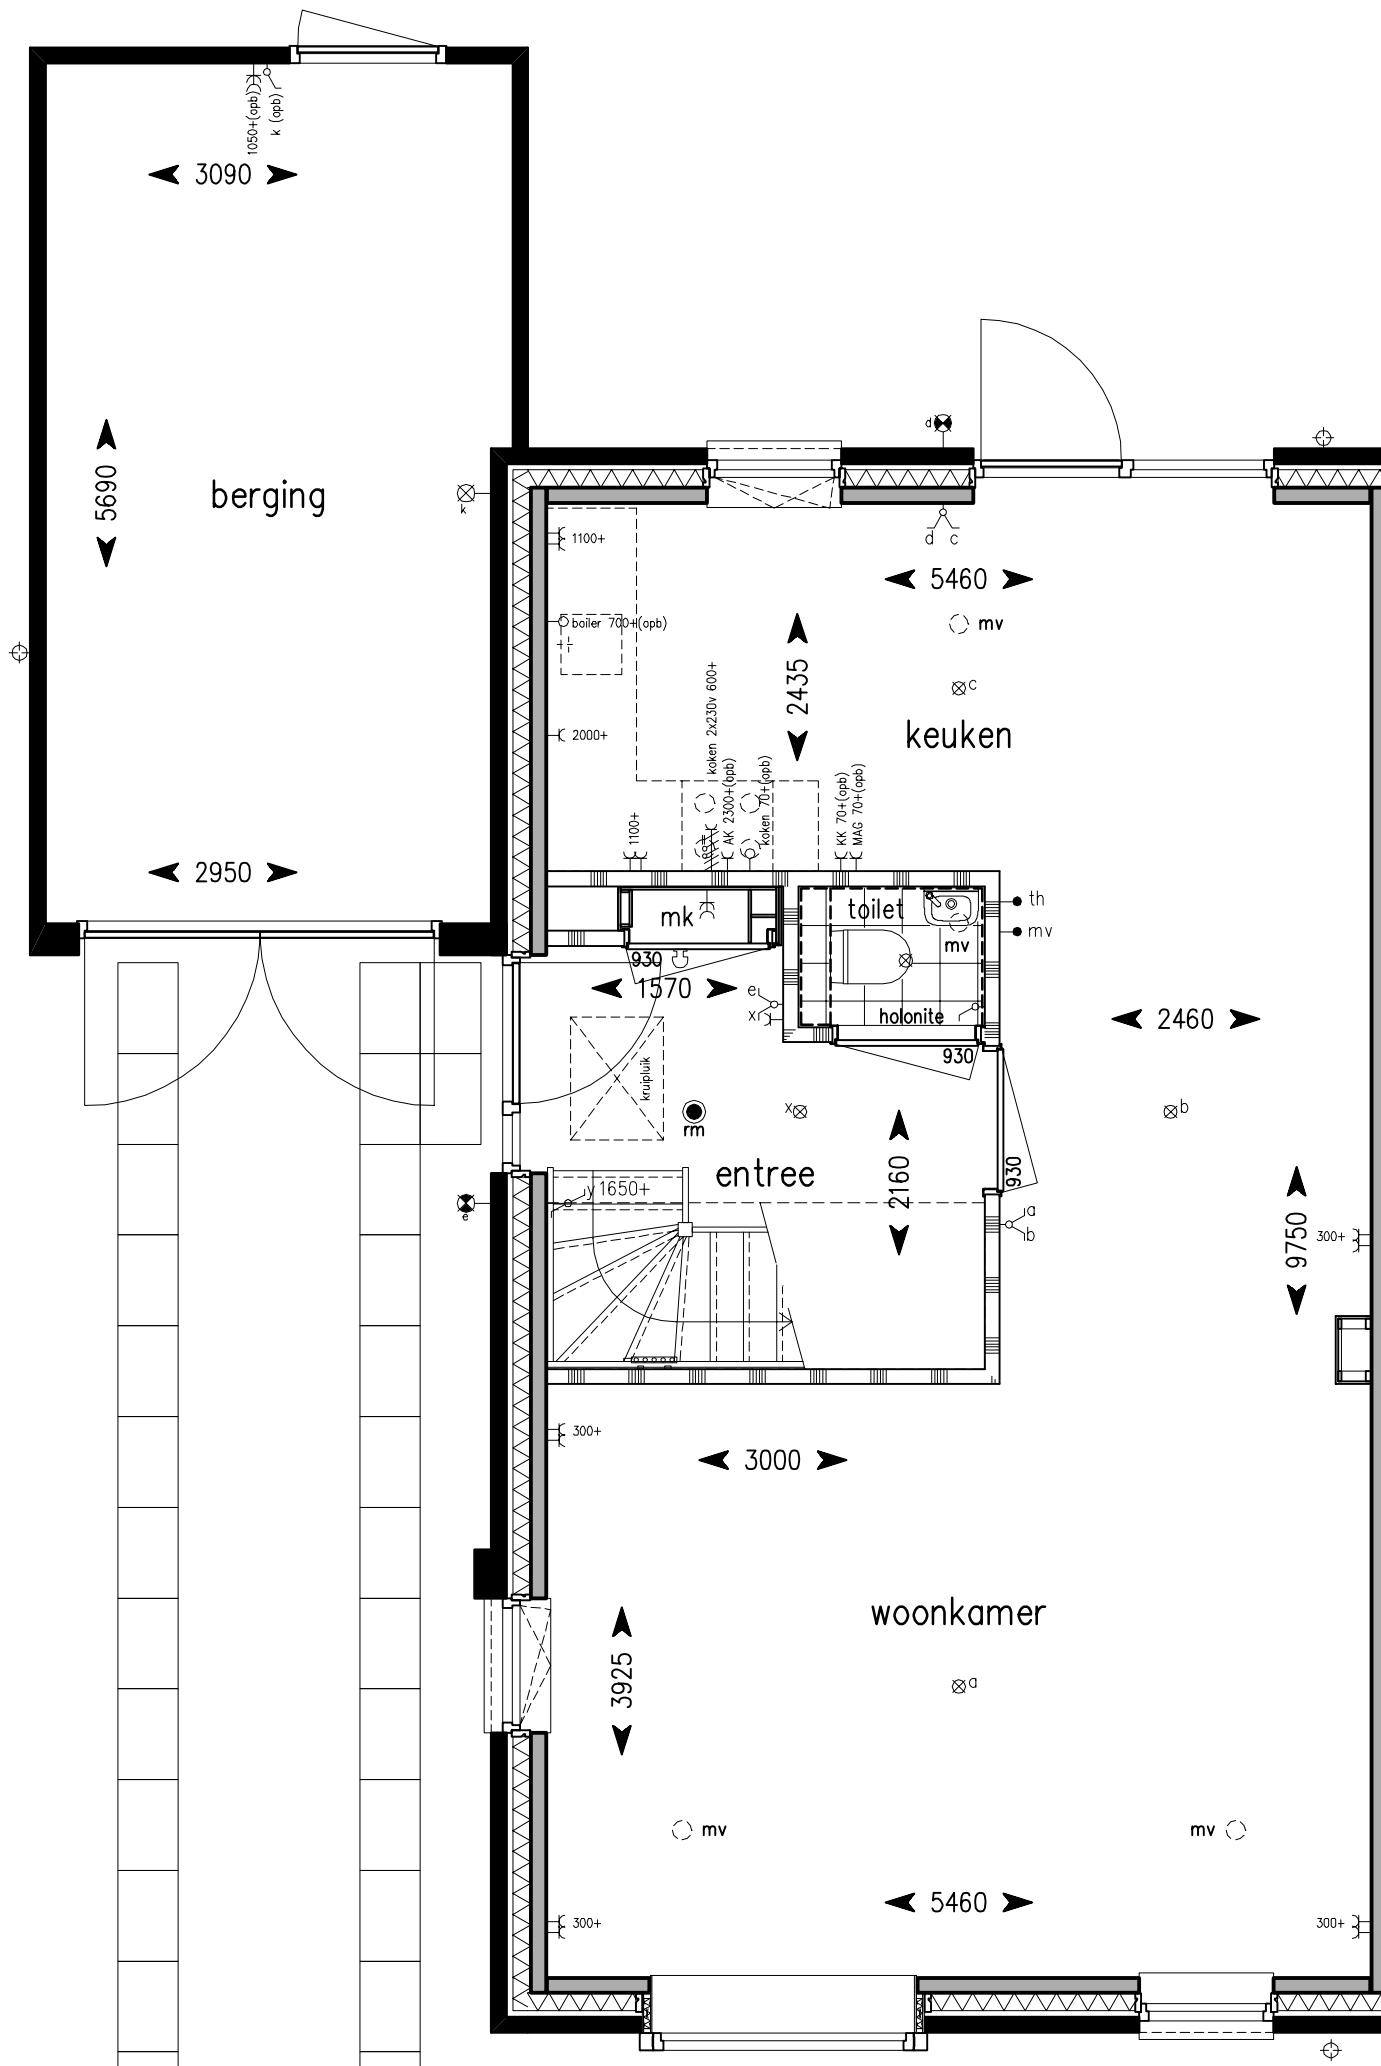 1050+(opb)
k (opb)
3090
5690
berging
k
2950
d
d c
1100+
5460
boiler 700+(opb)
mv
2435
c
koken 2x230v 600+
2000+
keuken
1100+
AK 2300+(opb)
koken 70+(opb)
KK 70+(opb)
MAG 70+(opb)
mk
toilet
th
mv
mv
930
1570
e
x
holonite
2460
930
kruipluik
rm
x
b
entree
2160
930
y 1650+
e
a
b
9750
300+
300+
3000
woonkamer
3925
a
mv
mv
5460
300+
300+